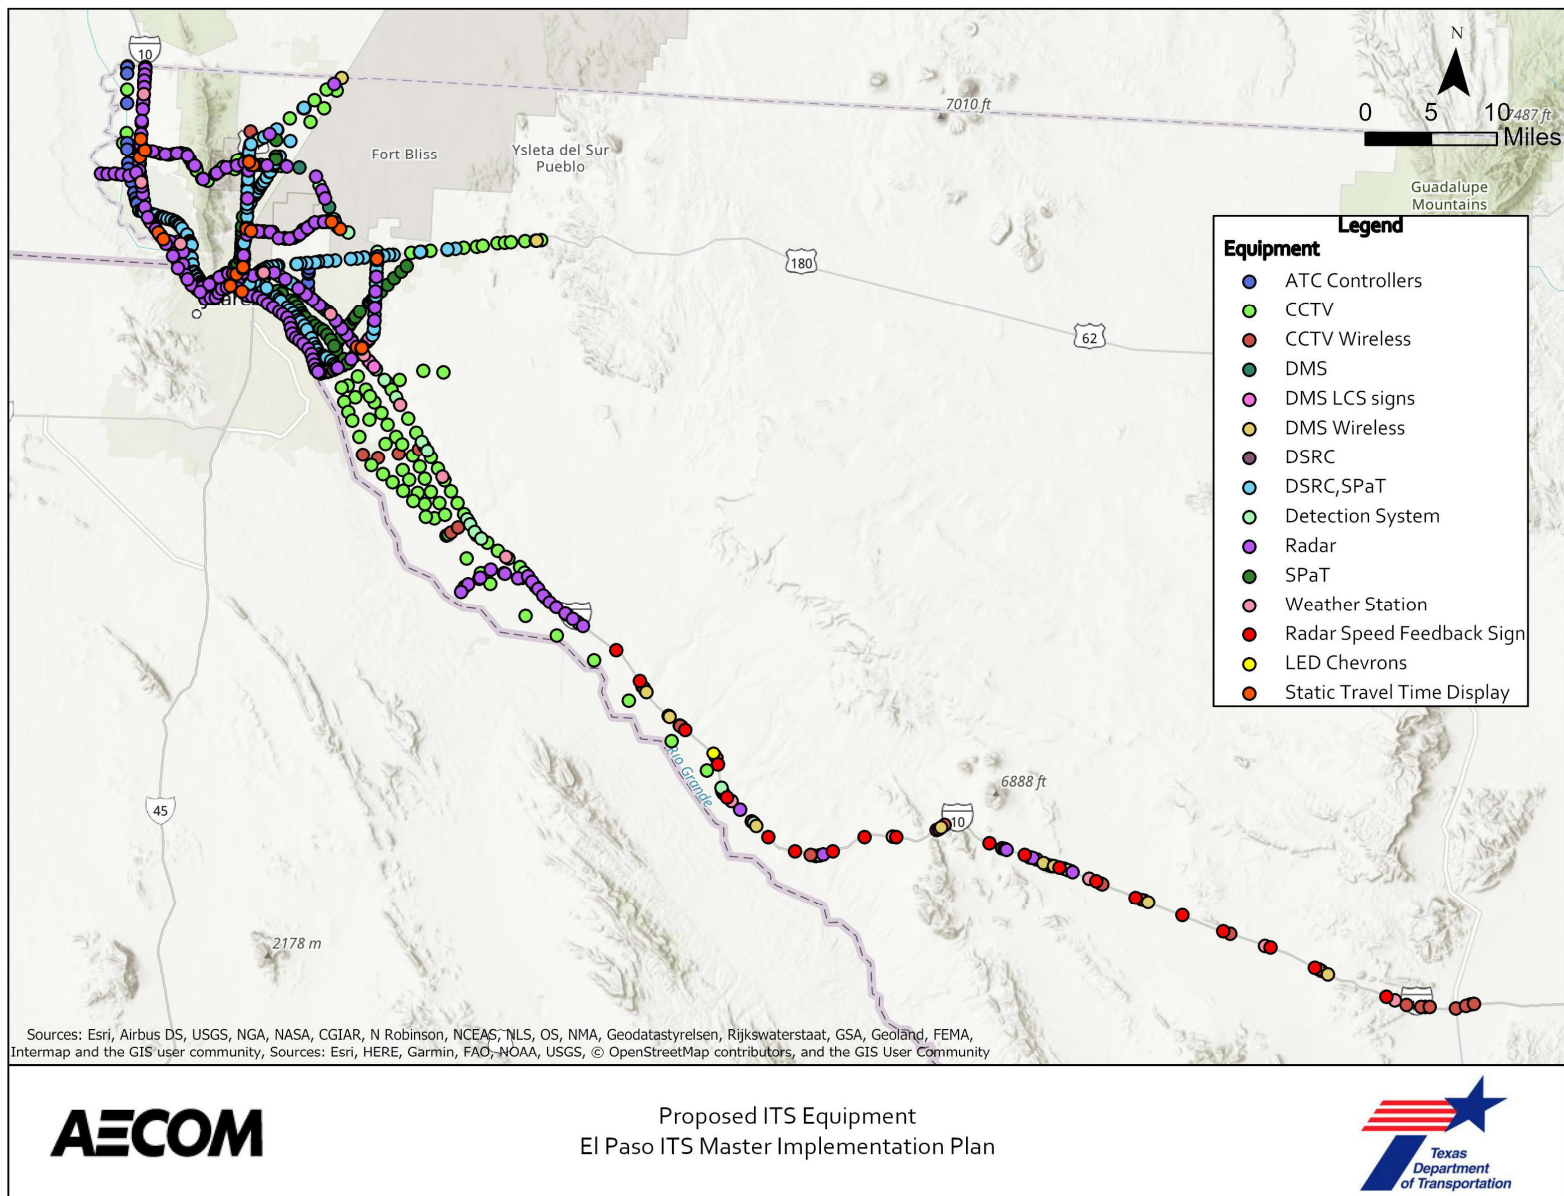 10
N
0 5 10
Miles
7487 ft
7010 ft
Fort Bliss
Ysleta del Sur
Pueblo
Guadalupe
Mountains
180
62
45
10
6888 ft
2178 m
Rio Grande
Legend
Equipment
ATC Controllers
CCTV
CCTV Wireless
DMS
DMS LCS signs
DMS Wireless
DSRC
DSRC,SPaT
Detection System
Radar
SPaT
Weather Station
Radar Speed Feedback Sign
LED Chevrons
Static Travel Time Display
Sources: Esri, Airbus DS, USGS, NGA, NASA, CGIAR, N Robinson, NCEAS, NLS, OS, NMA, Geodatastyrelsen, Rijkswaterstaat, GSA, Geoland, FEMA,
Intermap and the GIS user community, Sources: Esri, HERE, Garmin, FAO, NOAA, USGS, © OpenStreetMap contributors, and the GIS User Community
AECOM
Proposed ITS Equipment
El Paso ITS Master Implementation Plan
Texas
Department
of Transportation